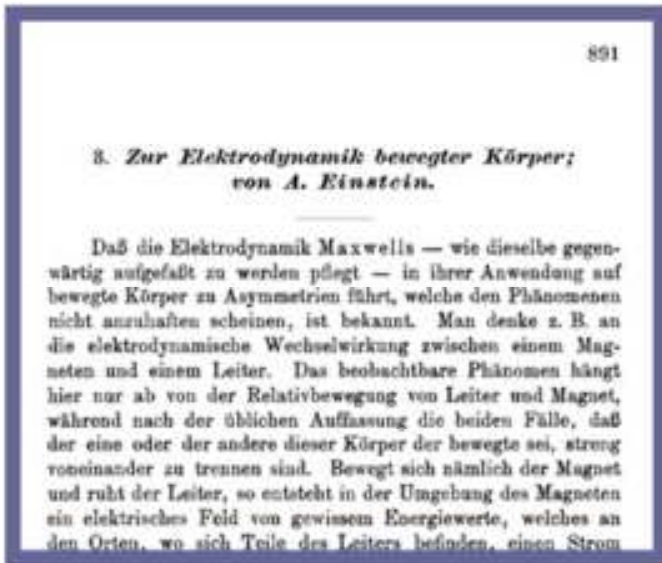 891
3. Zur Elektrodynamik bewegter Körper;
von A. Einstein.
Daß die Elektrodynamik Maxwells — wie dieselbe gegen-
wärtig aufgefaßt zu werden pflegt — in ihrer Anwendung auf
bewegte Körper zu Asymmetrien führt, welche den Phänomenen
nicht anzuhaften scheinen, ist bekannt. Man denke z. B. an
die elektrodynamische Wechselwirkung zwischen einem Mag-
neten und einem Leiter. Das beobachtbare Phänomen hängt
hier nur ab von der Relativbewegung von Leiter und Magnet,
während nach der üblichen Auffassung die beiden Fälle, daß
der eine oder der andere dieser Körper der bewegte sei, streng
voneinander zu trennen sind. Bewegt sich nämlich der Magnet
und ruht der Leiter, so entsteht in der Umgebung des Magneten
ein elektrisches Feld von gewissem Energiewerte, welches an
den Orten, wo sich Teile des Leiters befinden, einen Strom